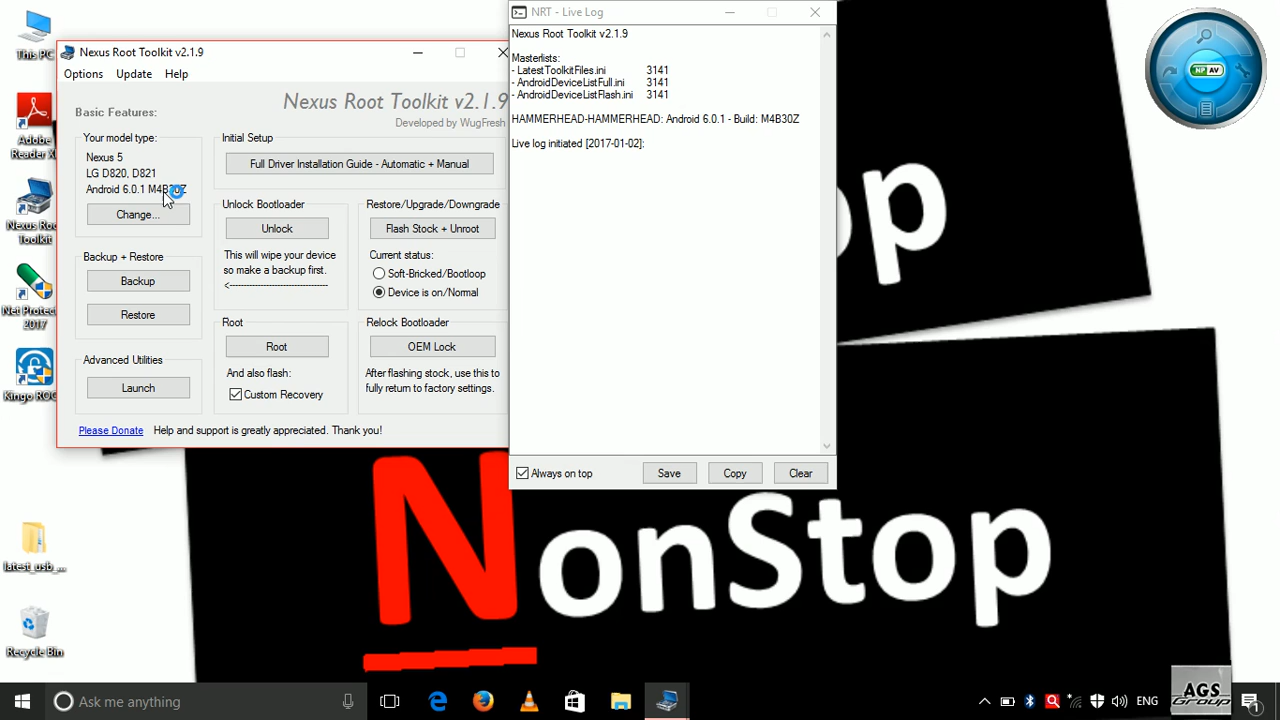 This PC
Adobe
Reader X
Nexus Root
Toolkit
Net Protec
2017
Kingo ROO
latest_usb_...
Recycle Bin
Nexus Root Toolkit v2.1.9
Options Update Help
Basic Features:
Nexus Root Toolkit v2.1.9
Developed by WugFresh
Your model type:
Nexus 5
LG D820, D821
Android 6.0.1 M4B30Z
Change...
Backup + Restore
Backup
Restore
Advanced Utilities
Launch
Initial Setup
Full Driver Installation Guide - Automatic + Manual
Unlock Bootloader
Unlock
This will wipe your device
so make a backup first.
<-----------------------------
Root
Root
And also flash:
Custom Recovery
Restore/Upgrade/Downgrade
Flash Stock + Unroot
Current status:
Soft-Bricked/Bootloop
Device is on/Normal
Relock Bootloader
OEM Lock
After flashing stock, use this to
fully return to factory settings.
Please Donate Help and support is greatly appreciated. Thank you!
NRT - Live Log
Nexus Root Toolkit v2.1.9
Masterlists:
- LatestToolkitFiles.ini 3141
- AndroidDeviceListFull.ini 3141
- AndroidDeviceListFlash.ini 3141
HAMMERHEAD-HAMMERHEAD: Android 6.0.1 - Build: M4B30Z
Live log initiated [2017-01-02]:
Always on top
Save
Copy
Clear
op
NonStop
NP AV
Ask me anything
ENG
AGS
Group
1